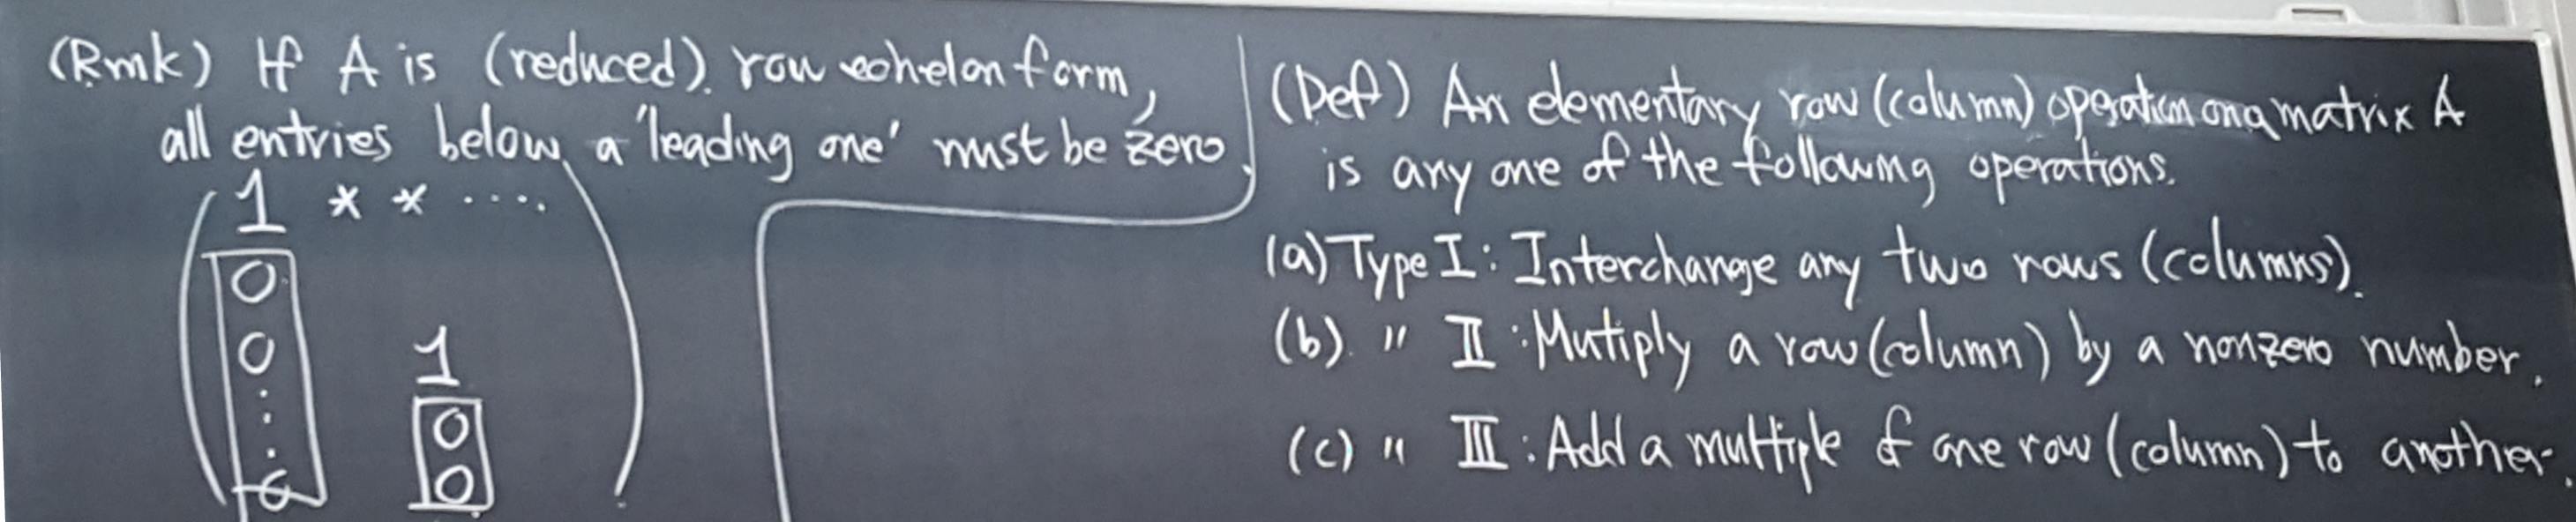 (Rmk) If A is (reduced). row echelon form,
all entries below a 'leading one' must be zero.
1 * * ....
0
0 1
⋮ 0
0 0
(Def) An elementary row (column) operation on a matrix A
is any one of the following operations.
(a) Type I : Interchange any two rows (columns).
(b). " II : Mutiply a row (column) by a nonzero number.
(c) " III : Add a multiple of one row (column) to another.